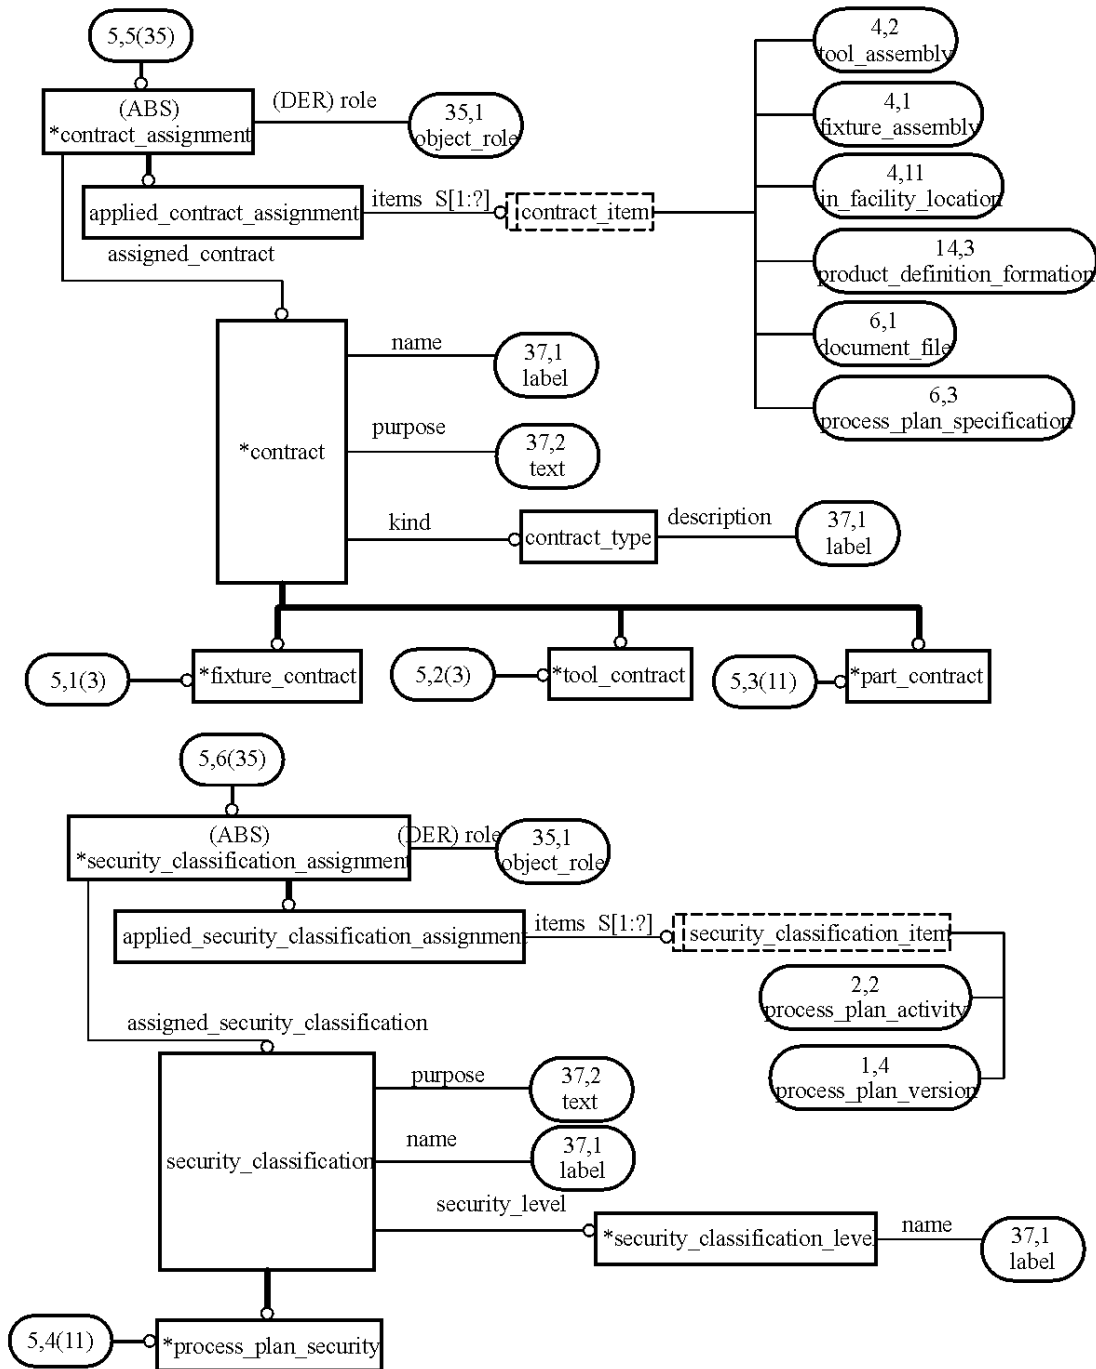 5,5(35)
(ABS)
*contract_assignment
(DER) role
35,1
object_role
4,2
tool_assembly
4,1
fixture_assembly
4,11
in_facility_location
applied_contract_assignment
items S[1:?]
contract_item
14,3
product_definition_formation
6,1
document_file
6,3
process_plan_specification
assigned_contract
*contract
name
37,1
label
purpose
37,2
text
kind
contract_type
description
37,1
label
5,1(3)
*fixture_contract
5,2(3)
*tool_contract
5,3(11)
*part_contract
5,6(35)
(ABS)
*security_classification_assignment
(DER) role
35,1
object_role
applied_security_classification_assignment
items S[1:?]
security_classification_item
2,2
process_plan_activity
1,4
process_plan_version
assigned_security_classification
security_classification
purpose
37,2
text
name
37,1
label
security_level
*security_classification_level
name
37,1
label
5,4(11)
*process_plan_security